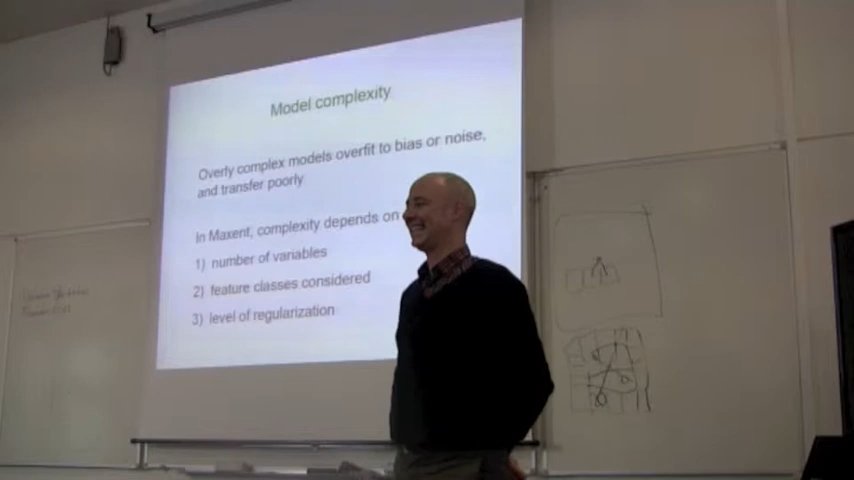 Model complexity
Overly complex models overfit to bias or noise,
and transfer poorly
In Maxent, complexity depends on
1) number of variables
2) feature classes considered
3) level of regularization